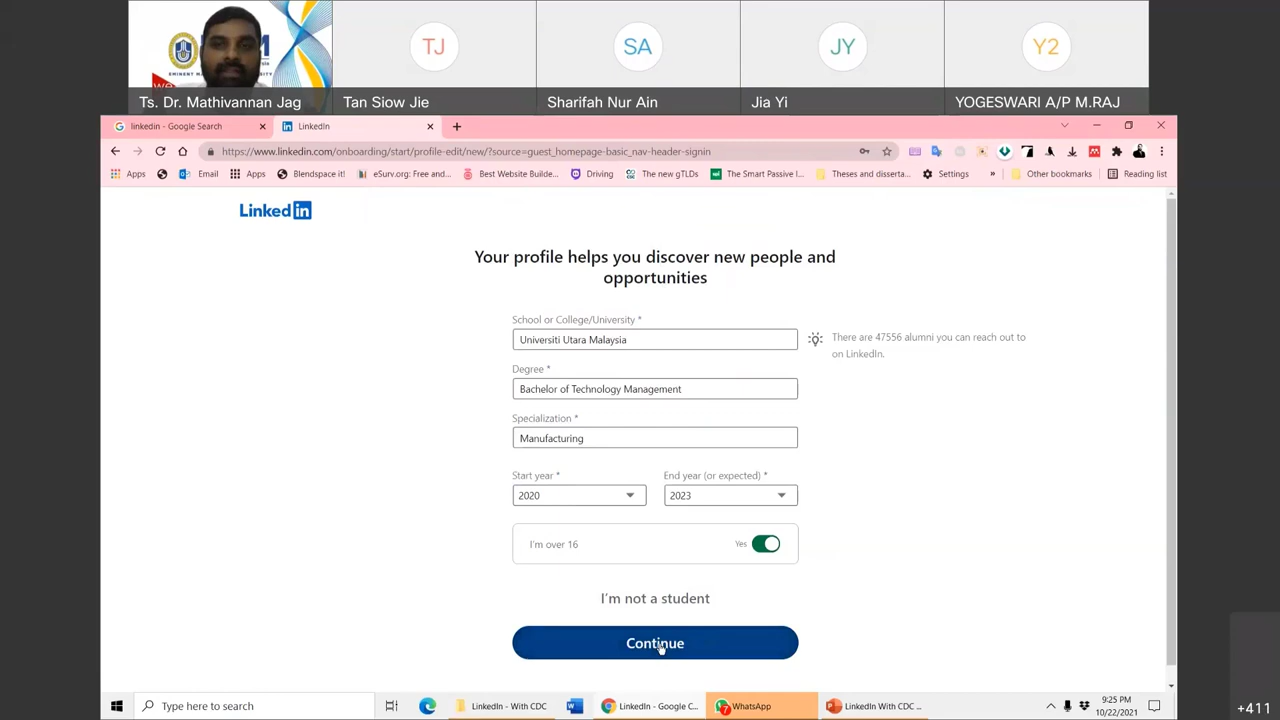 we
EMINENT MA
Ts. Dr. Mathivannan Jag
TJ
Tan Siow Jie
SA
Sharifah Nur Ain
JY
Jia Yi
Y2
YOGESWARI A/P M.RAJ
linkedin - Google Search
LinkedIn
https://www.linkedin.com/onboarding/start/profile-edit/new/?source=guest_homepage-basic_nav-header-signin
Apps
Email
Apps
Blendspace it!
eSurv.org: Free and...
Best Website Builde...
Driving
The new gTLDs
The Smart Passive I...
Theses and disserta...
Settings
»
Other bookmarks
Reading list
Linked in
Your profile helps you discover new people and
opportunities
School or College/University *
Universiti Utara Malaysia
There are 47556 alumni you can reach out to
on LinkedIn.
Degree *
Bachelor of Technology Management
Specialization *
Manufacturing
Start year *
End year (or expected) *
2020
2023
I'm over 16
Yes
I'm not a student
Continue
Type here to search
LinkedIn - With CDC
LinkedIn - Google C...
7
WhatsApp
LinkedIn With CDC ...
9:25 PM
10/22/2021
+411